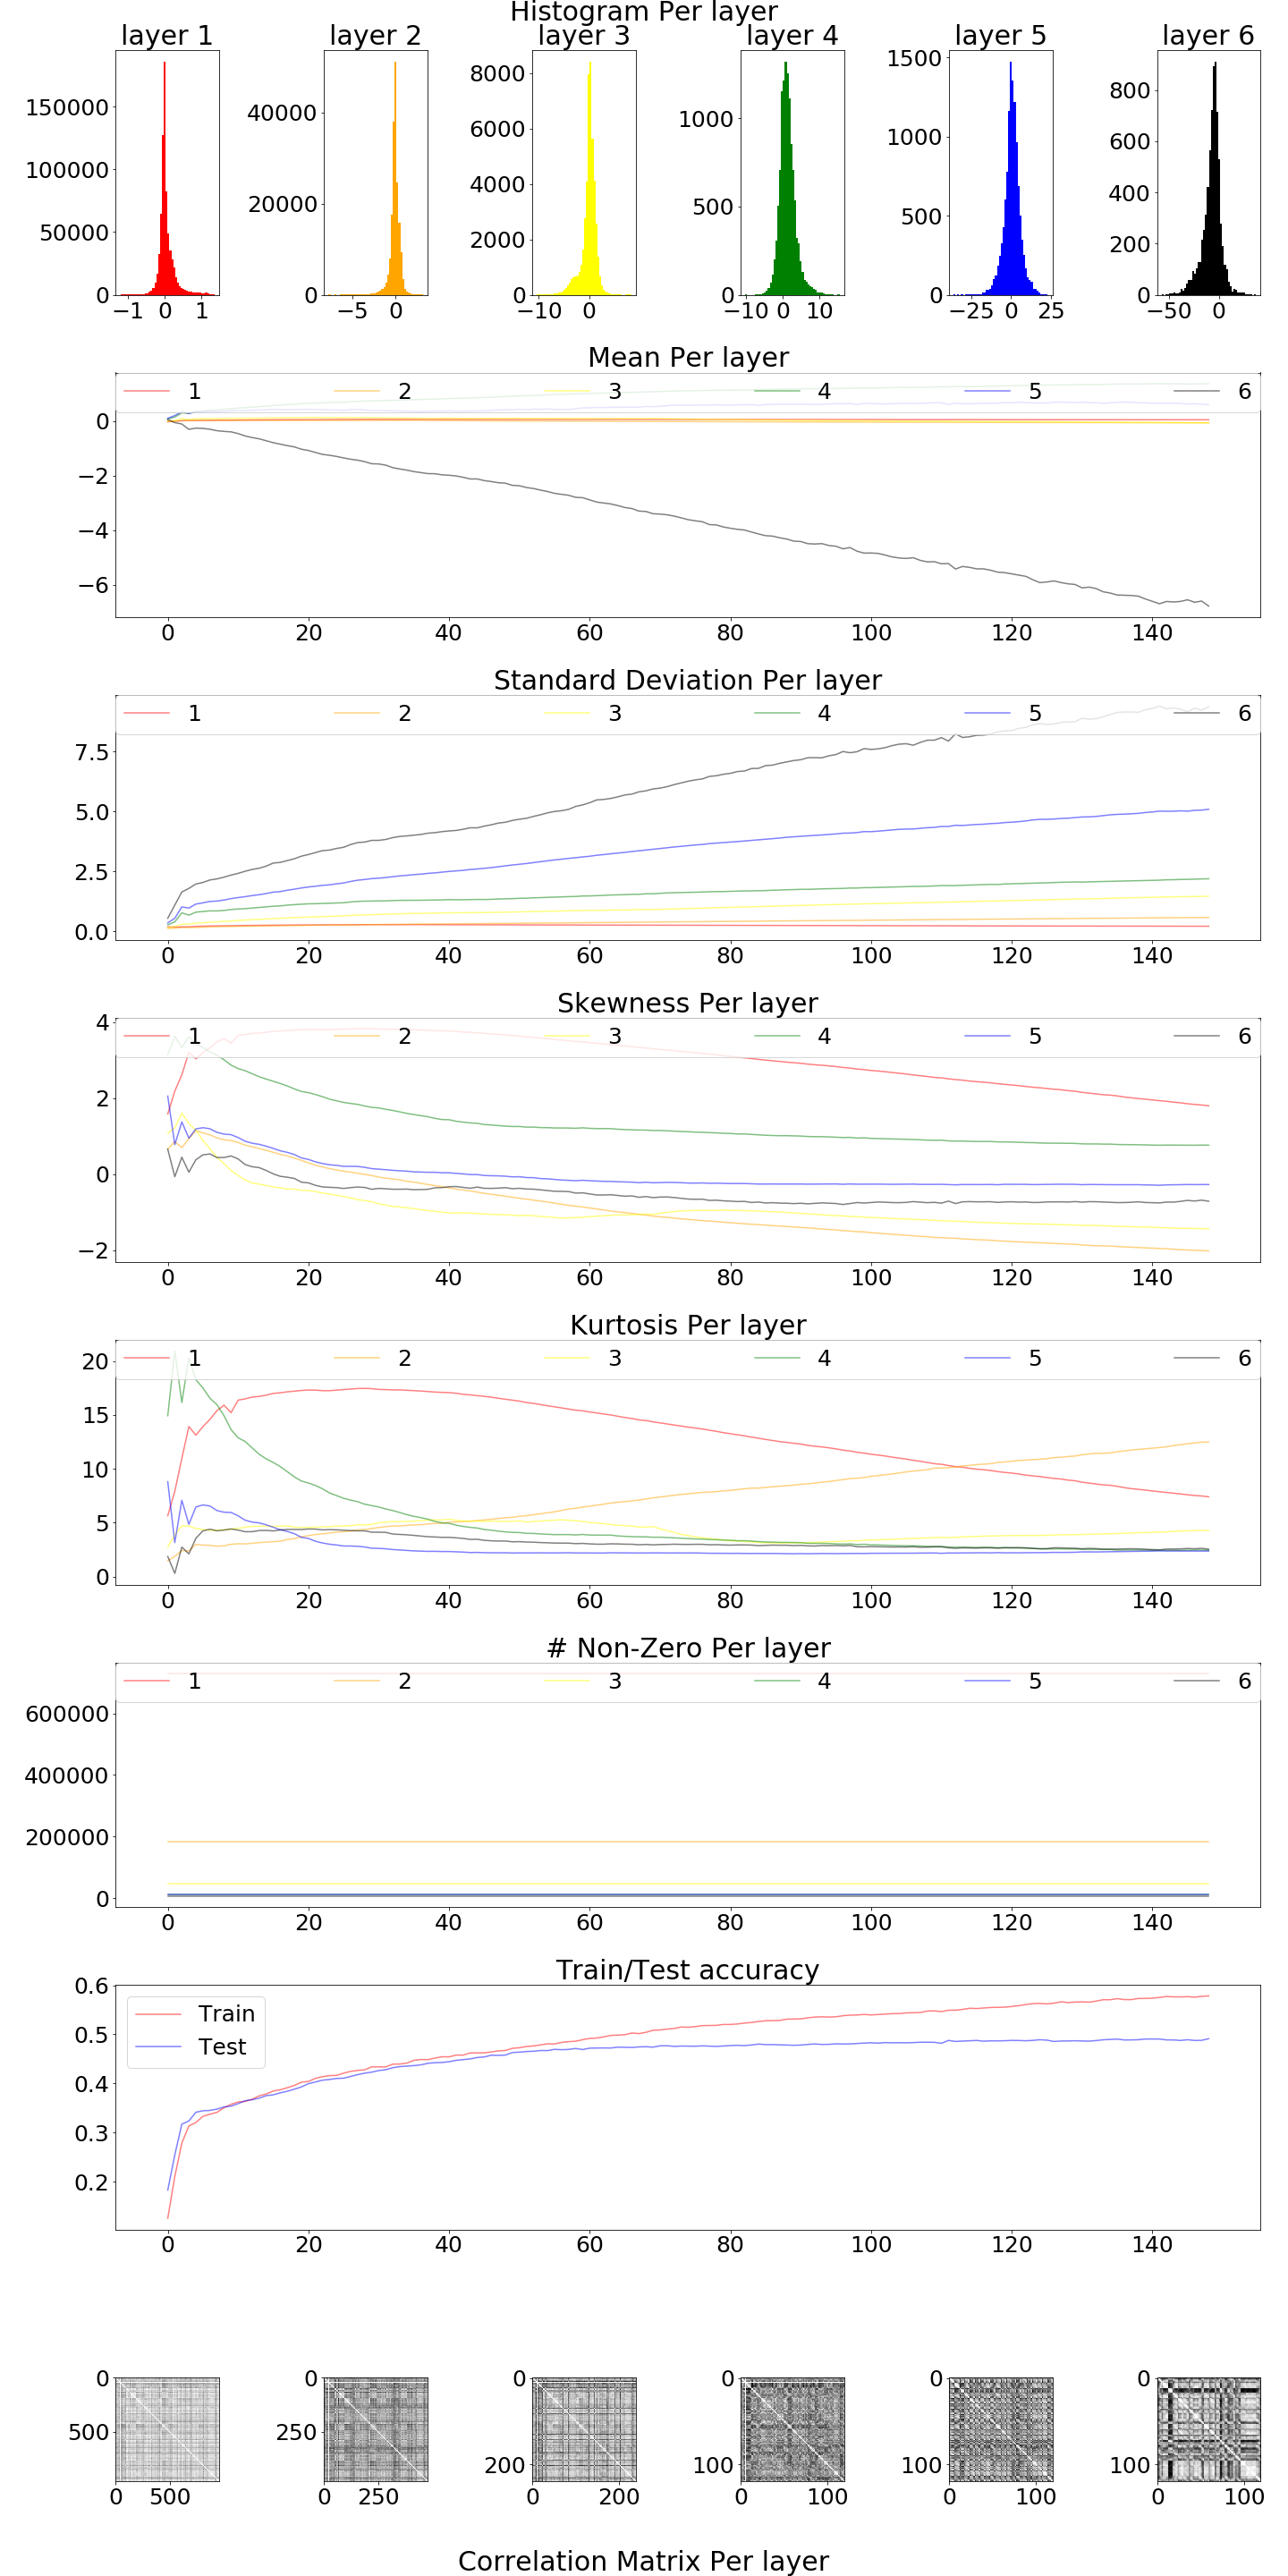 Histogram Per layer
layer 1 layer 2 layer 3 layer 4 layer 5 layer 6
150000 100000 50000 0 −1 0 1
40000 20000 0 −5 0
8000 6000 4000 2000 0 −10 0
1000 500 0 −10 0 10
1500 1000 500 0 −25 0 25
800 600 400 200 0 −50 0
Mean Per layer
1 2 3 4 5 6
0
−2
−4
−6
0 20 40 60 80 100 120 140
Standard Deviation Per layer
1 2 3 4 5 6
7.5
5.0
2.5
0.0
0 20 40 60 80 100 120 140
Skewness Per layer
4
1 2 3 4 5 6
2
0
−2
0 20 40 60 80 100 120 140
Kurtosis Per layer
20
1 2 3 4 5 6
15
10
5
0
0 20 40 60 80 100 120 140
# Non-Zero Per layer
1 2 3 4 5 6
600000
400000
200000
0
0 20 40 60 80 100 120 140
Train/Test accuracy
0.6
Train
0.5
Test
0.4
0.3
0.2
0 20 40 60 80 100 120 140
0 500 0 500
0 250 0 250
0 200 0 200
0 100 0 100
0 100 0 100
0 100 0 100
Correlation Matrix Per layer